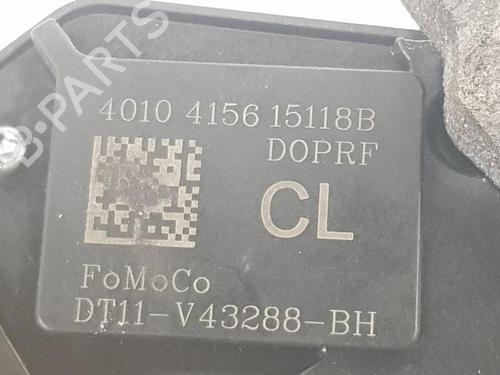 B-PARTS
4010 4156 15118B
DOPRF
CL
FoMoCo
DT11-V43288-BH